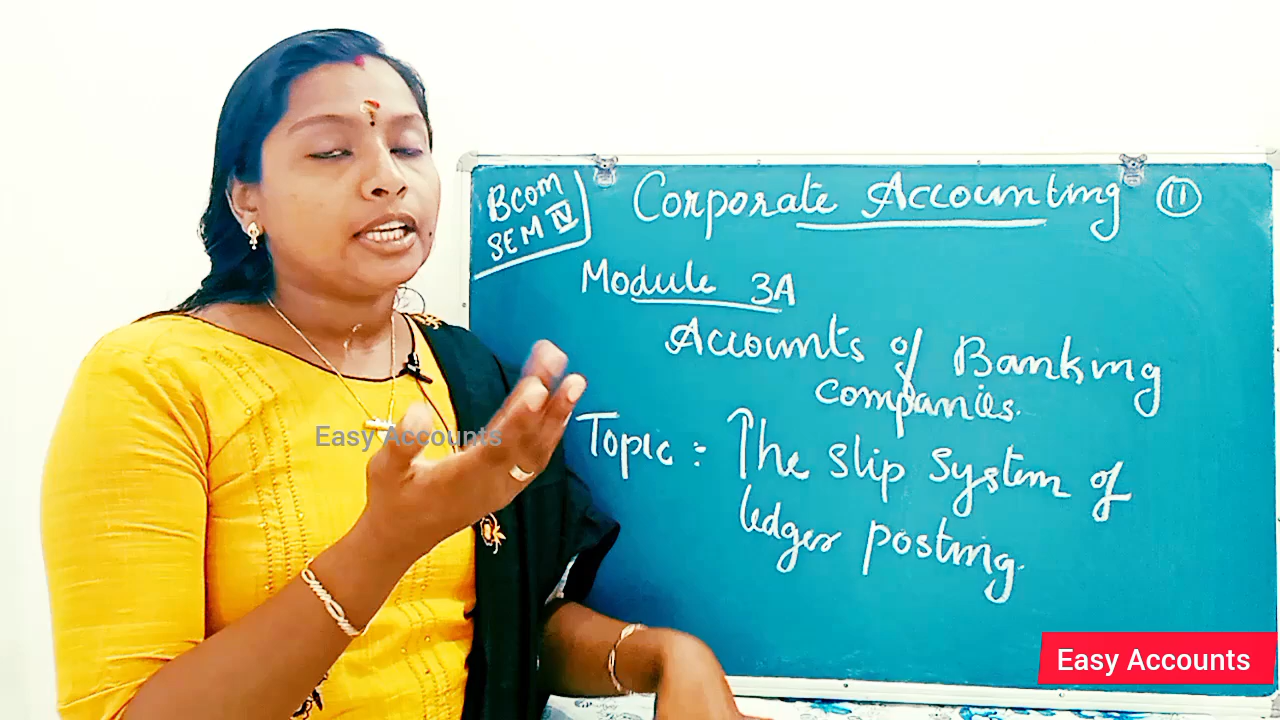 Bcom
SEM IV
Corporate Accounting 11
Module 3A
Accounts of Banking
companies.
Topic : The slip system of
ledger posting.
Easy Accounts
Easy Accounts